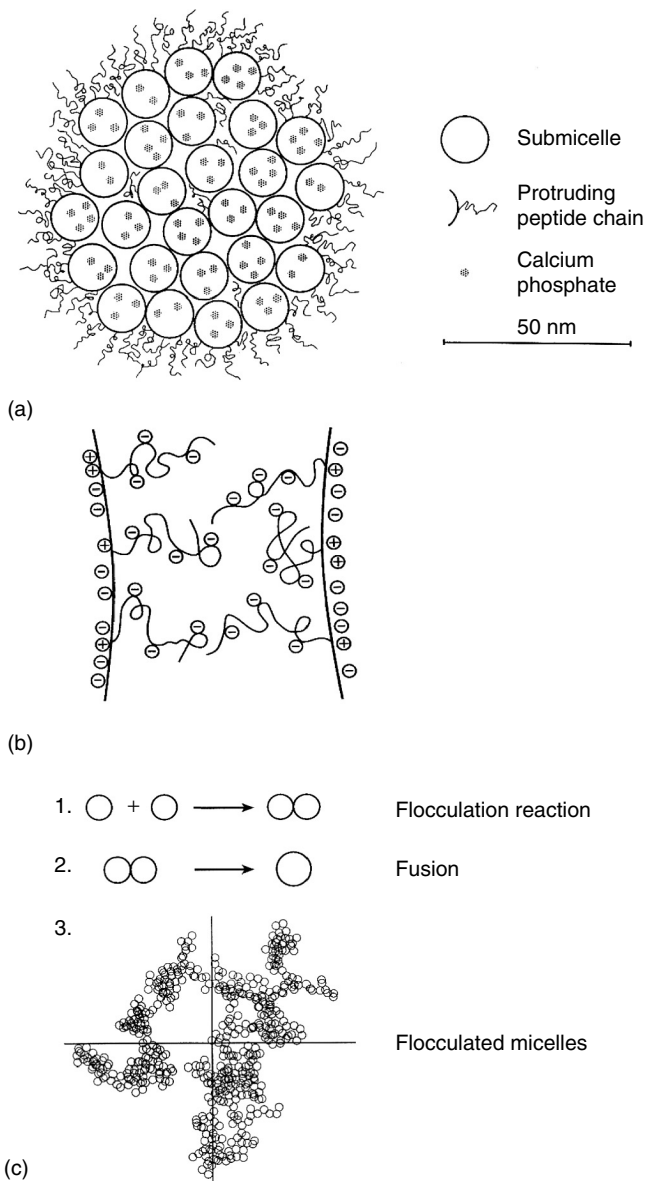 Submicelle
Protruding
peptide chain
Calcium
phosphate
50 nm
(a)
(b)
1. + Flocculation reaction
2. Fusion
3.
Flocculated micelles
(c)